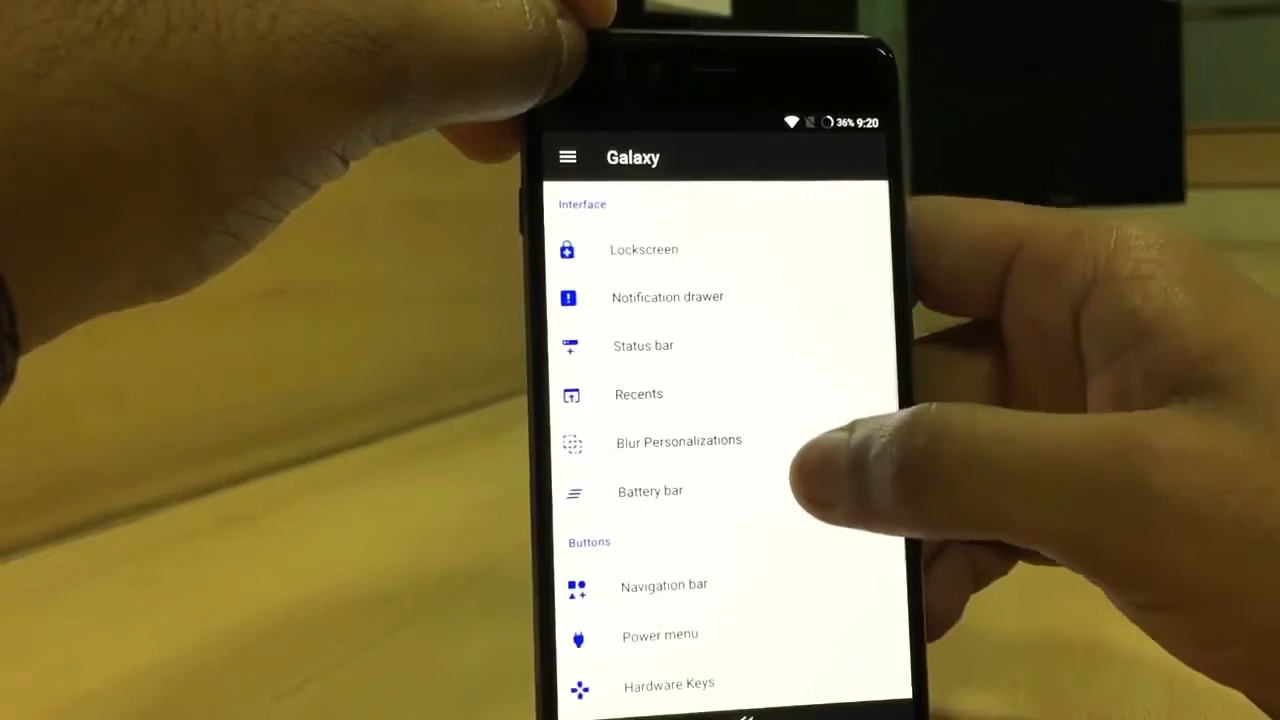 36% 9:20
Galaxy
Interface
Lockscreen
Notification drawer
Status bar
Recents
Blur Personalizations
Battery bar
Buttons
Navigation bar
Power menu
Hardware Keys